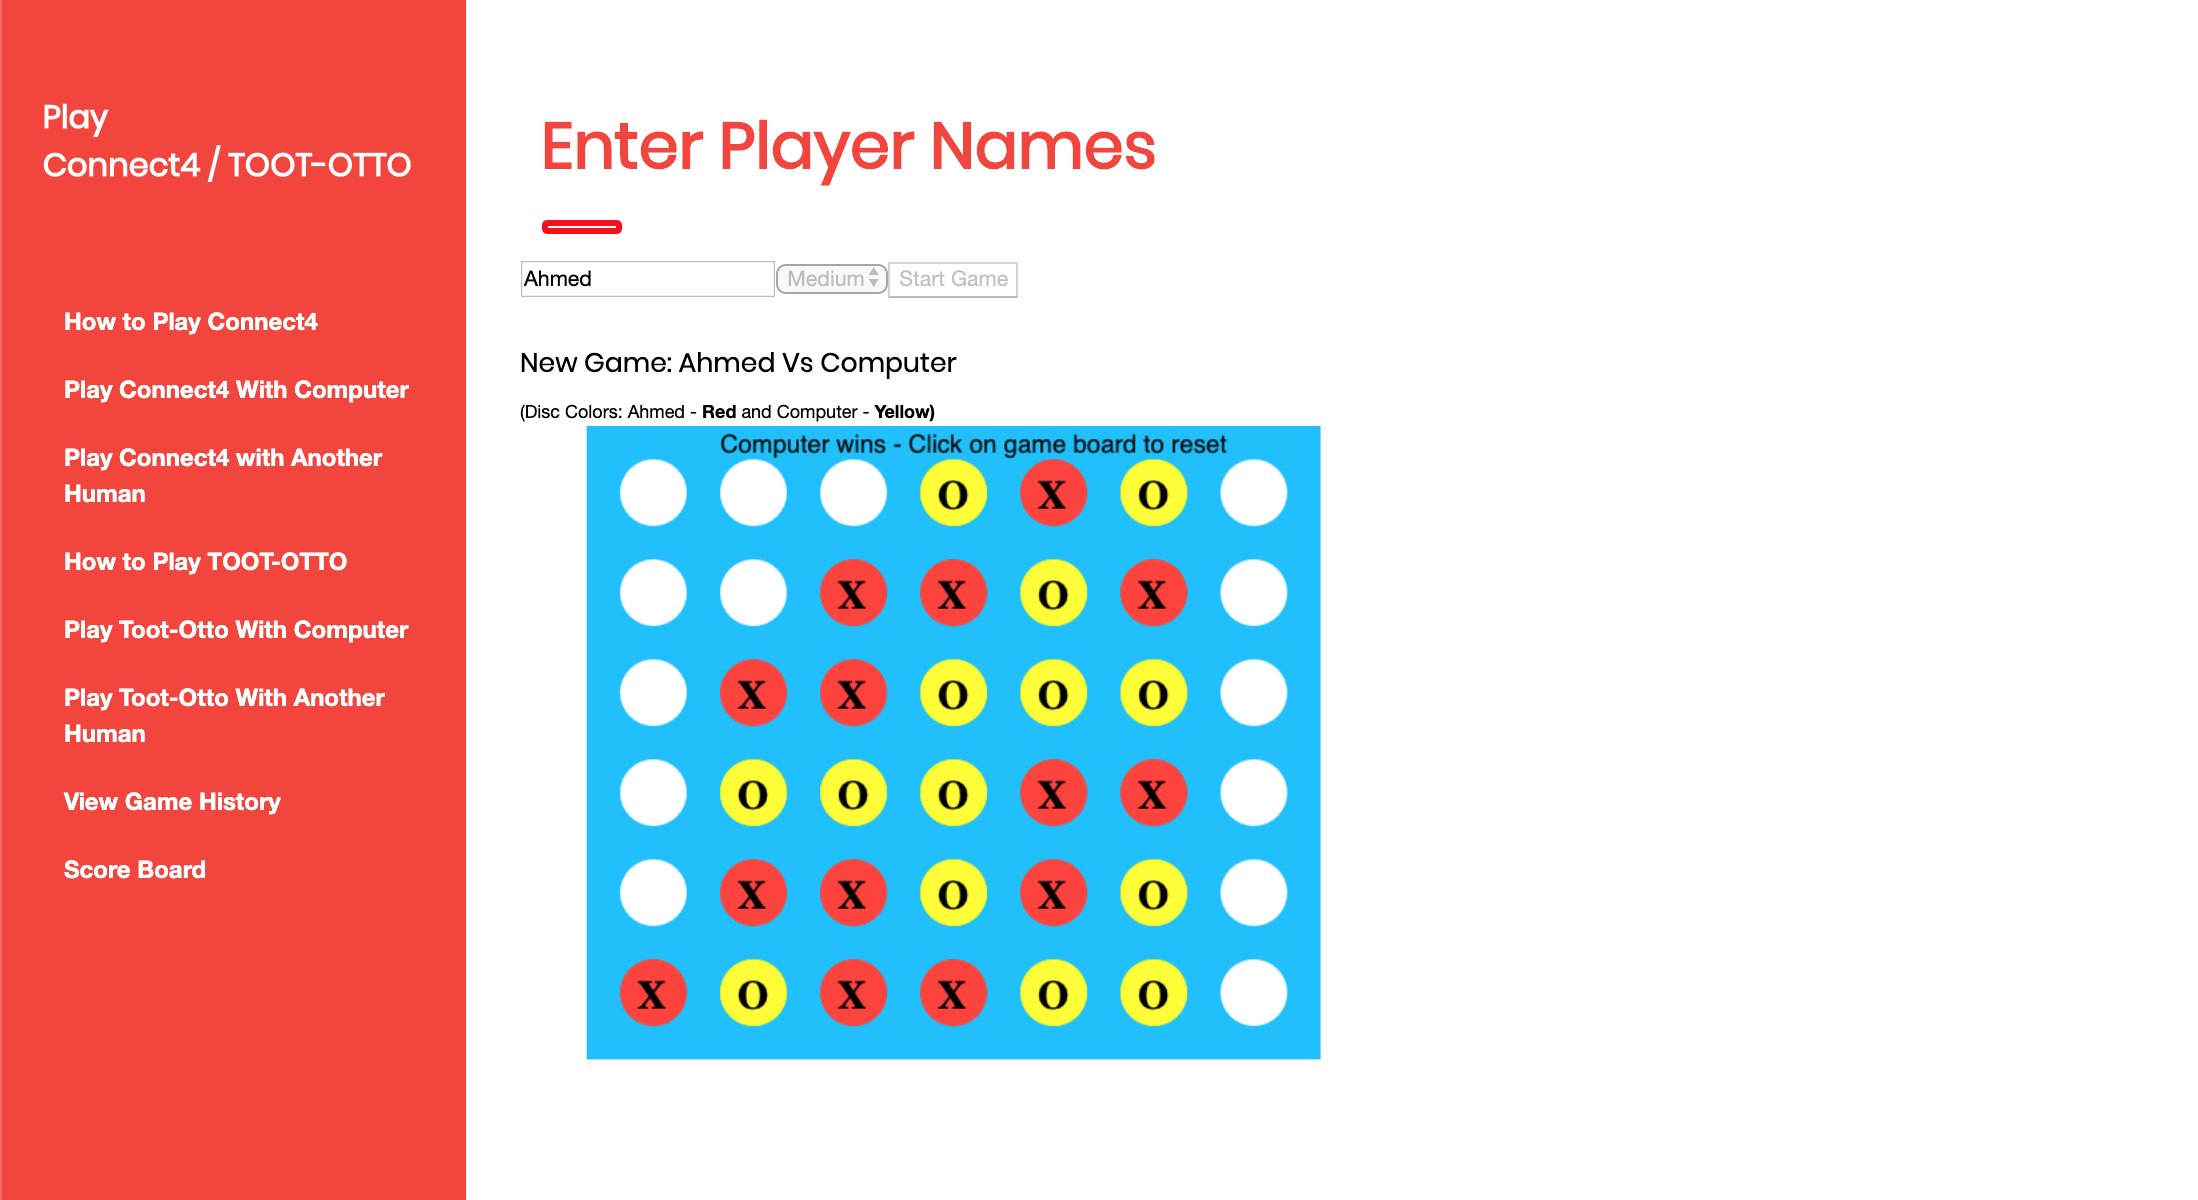 Play
Connect4 / TOOT-OTTO
How to Play Connect4
Play Connect4 With Computer
Play Connect4 with Another
Human
How to Play TOOT-OTTO
Play Toot-Otto With Computer
Play Toot-Otto With Another
Human
View Game History
Score Board
Enter Player Names
Ahmed Medium Start Game
New Game: Ahmed Vs Computer
(Disc Colors: Ahmed - Red and Computer - Yellow)
Computer wins - Click on game board to reset
O X O
X X O X
X X O O O
O O O X X
X X O X O
X O X X O O